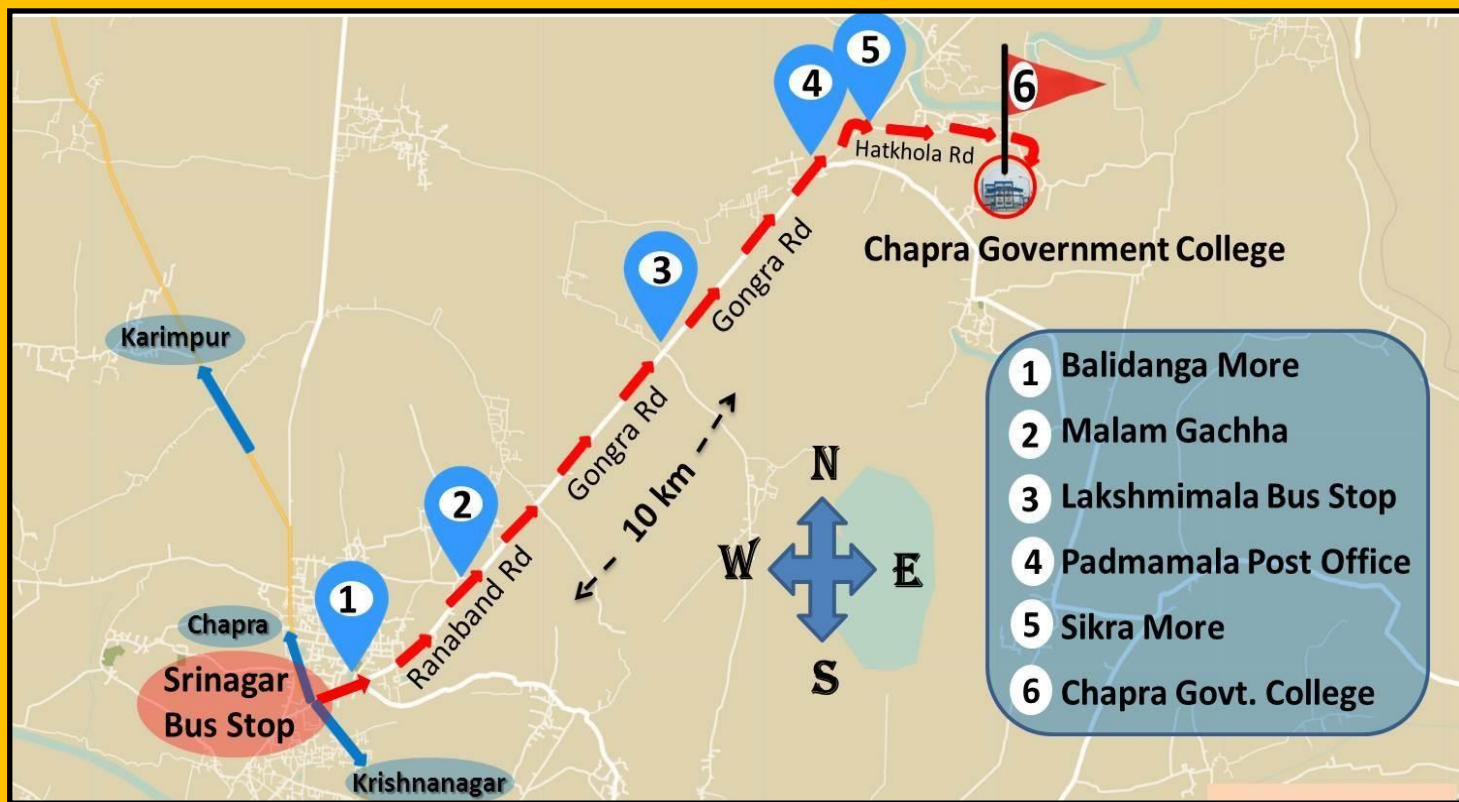 5
4
6
Hatkhola Rd
3
Chapra Government College
Gongra Rd
Karimpur
Gongra Rd
10 km
2
Ranaband Rd
1
Chapra
Srinagar
Bus Stop
Krishnanagar
N
W E
S
1 Balidanga More
2 Malam Gachha
3 Lakshmimala Bus Stop
4 Padmamala Post Office
5 Sikra More
6 Chapra Govt. College